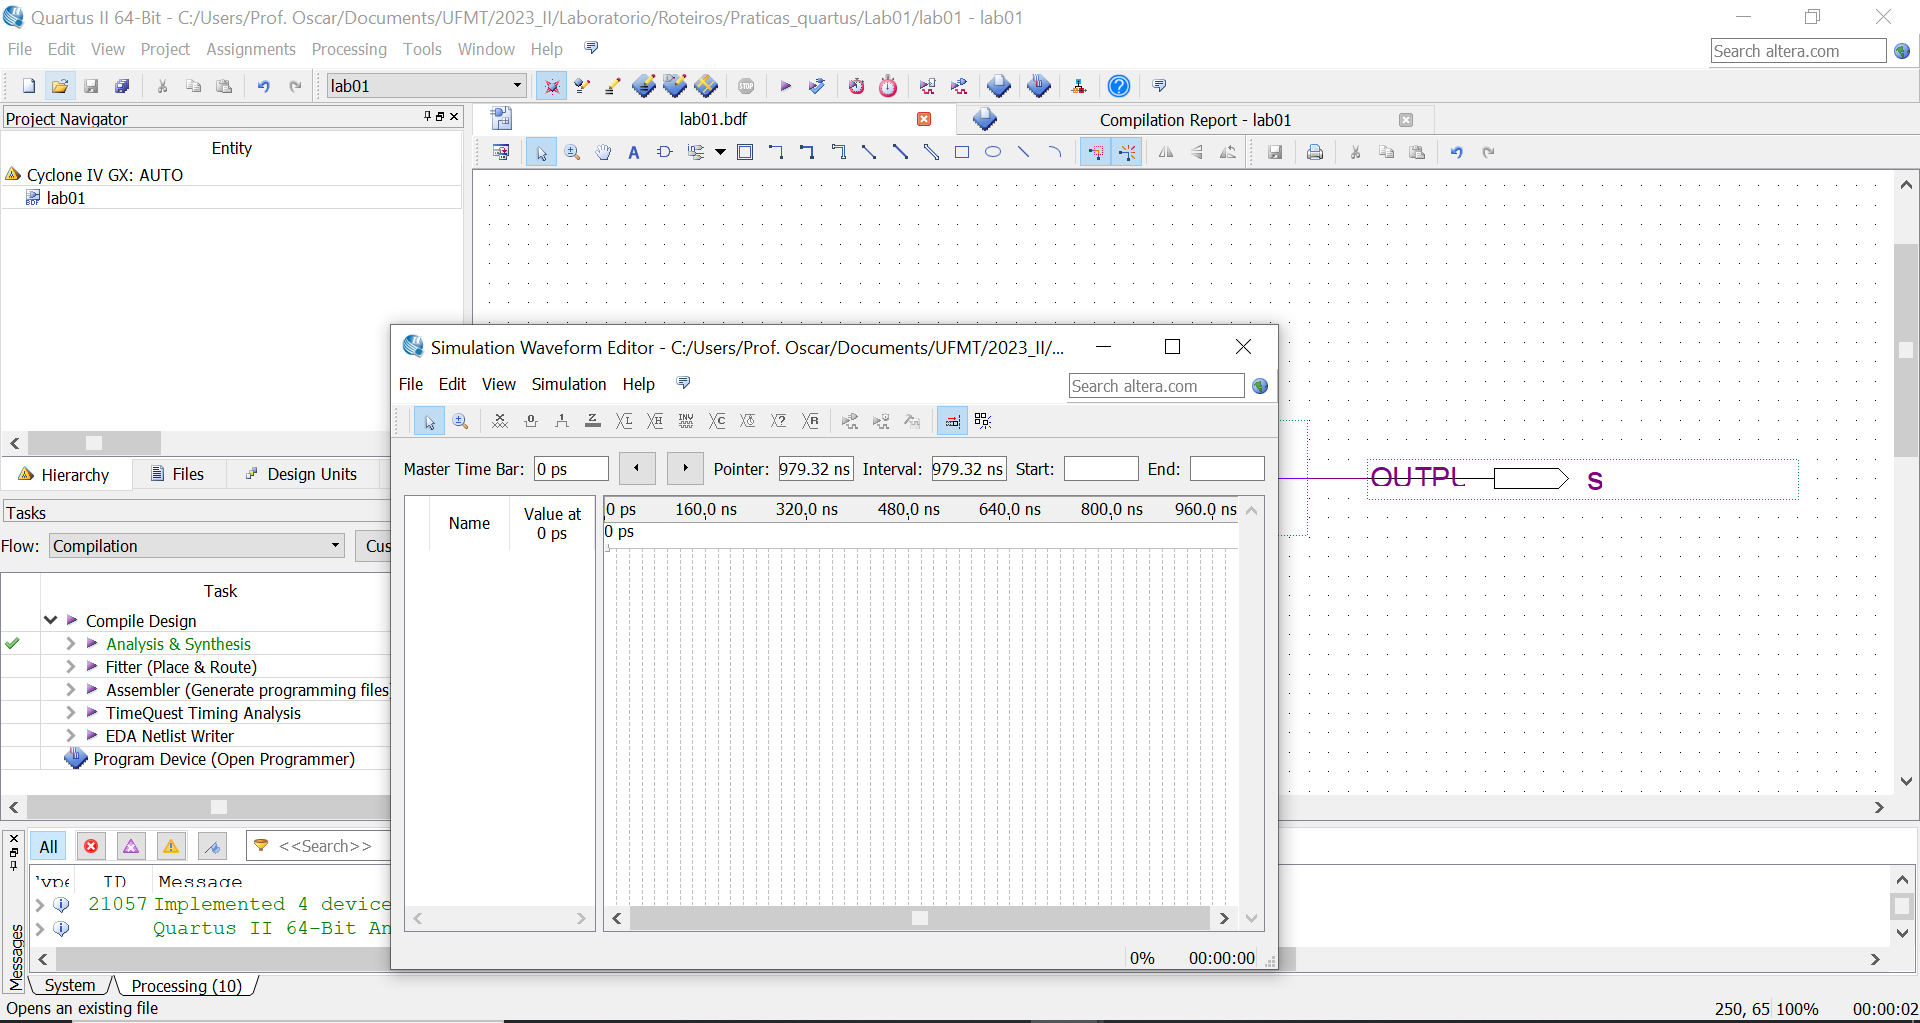 Quartus II 64-Bit - C:/Users/Prof. Oscar/Documents/UFMT/2023_II/Laboratorio/Roteiros/Praticas_quartus/Lab01/lab01 - lab01
File Edit View Project Assignments Processing Tools Window Help
Search altera.com
lab01
STOP
Project Navigator
Entity
Cyclone IV GX: AUTO
lab01
Hierarchy Files Design Units
Tasks
Flow: Compilation Cus
Task
Compile Design
Analysis & Synthesis
Fitter (Place & Route)
Assembler (Generate programming files
TimeQuest Timing Analysis
EDA Netlist Writer
Program Device (Open Programmer)
lab01.bdf
Compilation Report - lab01
OUTPU S
Simulation Waveform Editor - C:/Users/Prof. Oscar/Documents/UFMT/2023_II/...
File Edit View Simulation Help
Search altera.com
Master Time Bar: 0 ps Pointer: 979.32 ns Interval: 979.32 ns Start: End:
Name
Value at
0 ps
0 ps 160.0 ns 320.0 ns 480.0 ns 640.0 ns 800.0 ns 960.0 ns
0 ps
0% 00:00:00
All <<Search>>
Type ID Message
21057 Implemented 4 device
Quartus II 64-Bit An
Messages
System Processing (10)
Opens an existing file
250, 65 100% 00:00:02